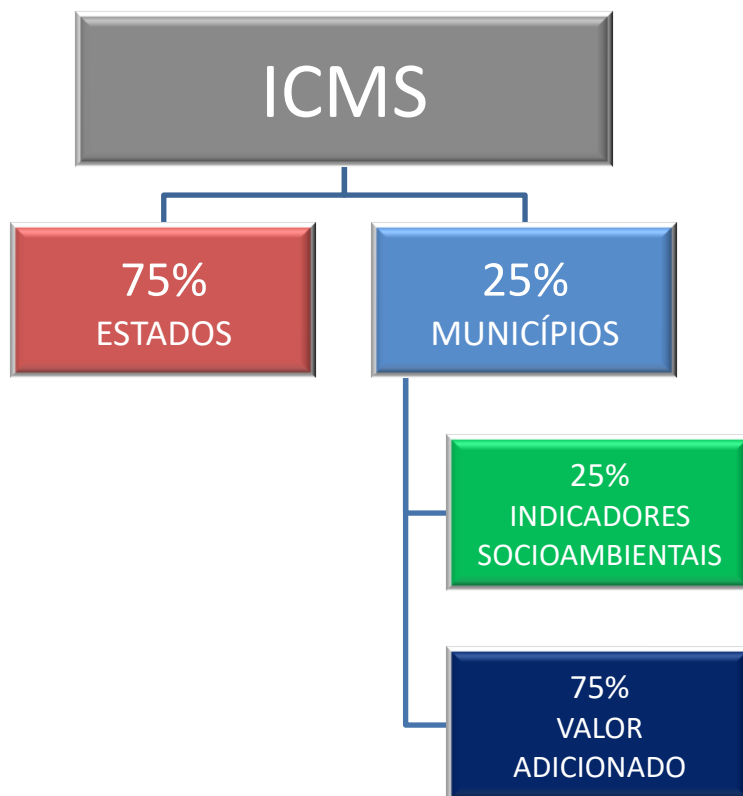 ICMS
75%
ESTADOS
25%
MUNICÍPIOS
25%
INDICADORES
SOCIOAMBIENTAIS
75%
VALOR
ADICIONADO